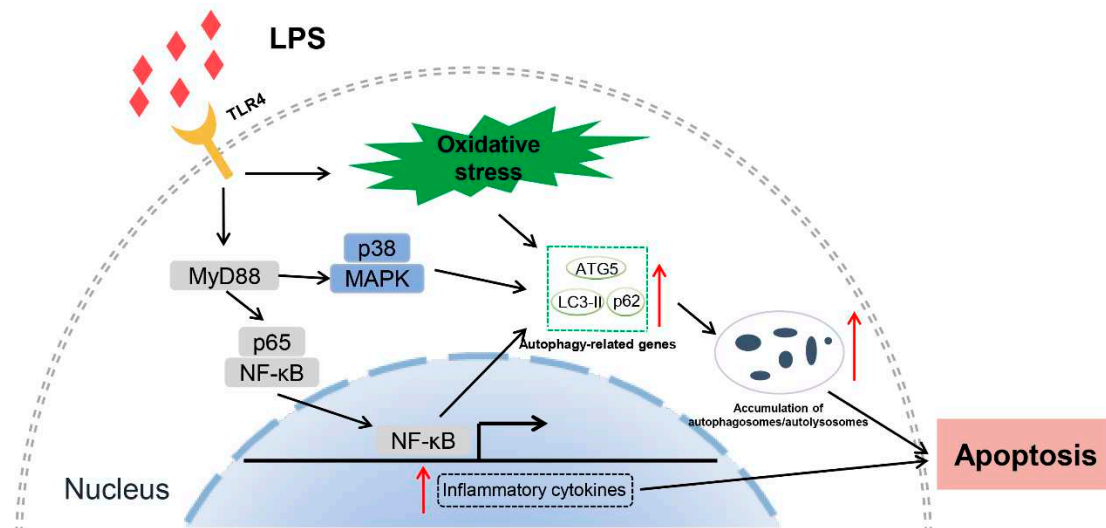 LPS
TLR4
Oxidative
stress
MyD88
p38
MAPK
p65
NF-κB
ATG5
LC3-II
p62
Autophagy-related genes
Accumulation of
autophagosomes/autolysosomes
NF-κB
Inflammatory cytokines
Nucleus
Apoptosis